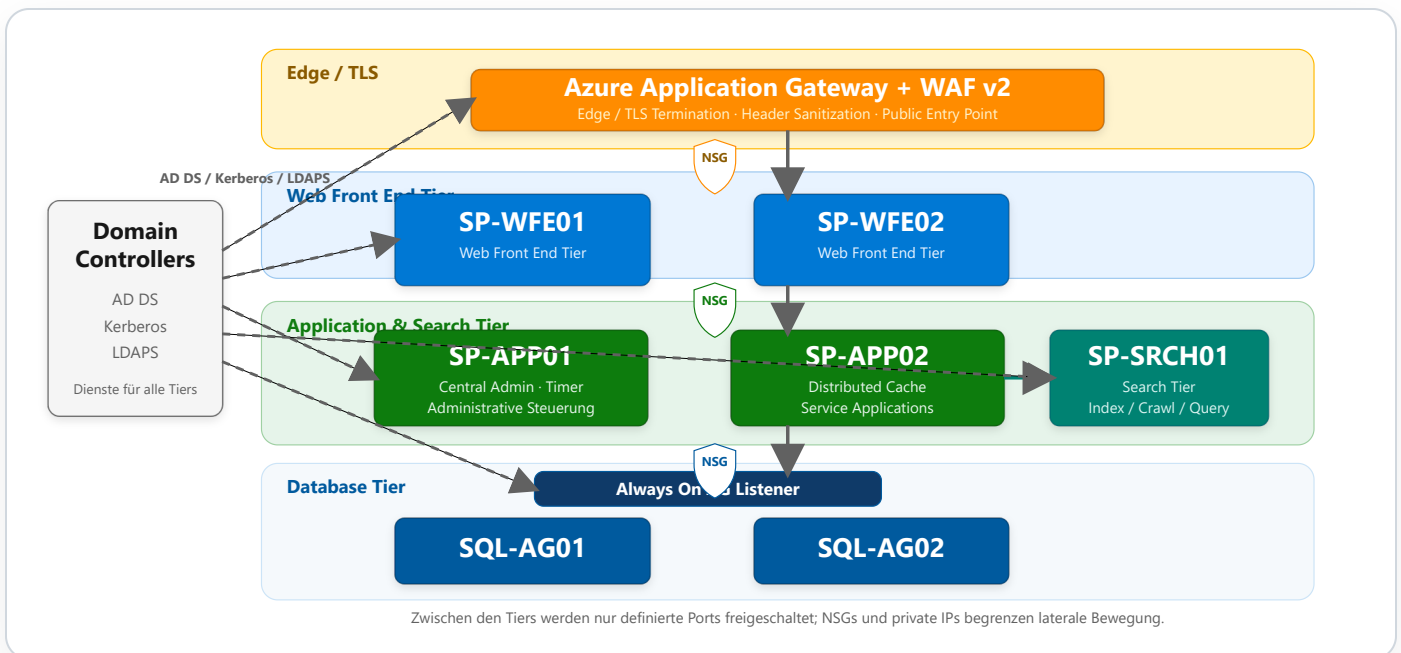 Edge / TLS
Azure Application Gateway + WAF v2
Edge / TLS Termination · Header Sanitization · Public Entry Point
NSG
AD DS / Kerberos / LDAPS
Web Front End Tier
Domain
Controllers
AD DS
Kerberos
LDAPS
Dienste für alle Tiers
SP-WFE01
Web Front End Tier
SP-WFE02
Web Front End Tier
NSG
Application & Search Tier
SP-APP01
Central Admin · Timer
Administrative Steuerung
SP-APP02
Distributed Cache
Service Applications
SP-SRCH01
Search Tier
Index / Crawl / Query
NSG
Database Tier
Always On Listener
SQL-AG01
SQL-AG02
Zwischen den Tiers werden nur definierte Ports freigeschaltet; NSGs und private IPs begrenzen laterale Bewegung.